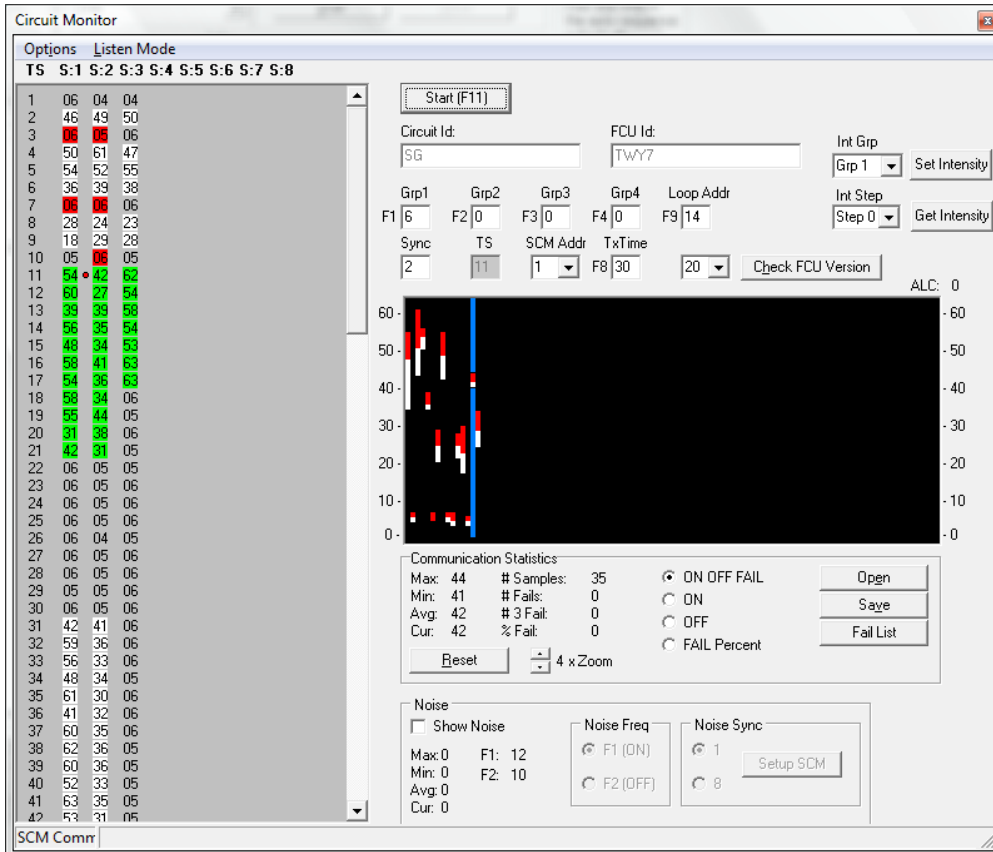 Circuit Monitor
Options Listen Mode
TS S:1 S:2 S:3 S:4 S:5 S:6 S:7 S:8
1 06 04 04
2 46 49 50
3 06 05 06
4 50 61 47
5 54 52 55
6 36 39 38
7 06 06 06
8 28 24 23
9 18 29 28
10 05 06 05
11 54 42 62
12 60 27 54
13 39 39 58
14 56 35 54
15 48 34 53
16 58 41 63
17 54 36 63
18 58 34 06
19 55 44 05
20 31 38 06
21 42 31 05
22 06 05 05
23 06 05 06
24 06 05 06
25 06 05 06
26 06 04 05
27 06 05 06
28 06 05 06
29 05 05 06
30 06 05 06
31 42 41 06
32 59 36 06
33 56 33 06
34 48 34 05
35 61 30 06
36 41 32 06
37 60 35 06
38 62 36 05
39 60 36 05
40 52 33 05
41 63 35 05
42 53 31 05
SCM Comm
Start (F11)
Circuit Id: FCU Id:
SG TWY7
Int Grp
Grp 1 Set Intensity
Int Step
Step 0 Get Intensity
Grp1 Grp2 Grp3 Grp4 Loop Addr
F1 6 F2 0 F3 0 F4 0 F9 14
Sync TS SCM Addr TxTime
2 11 1 F8 30 20 Check FCU Version
ALC: 0
60 - - 60
50 - - 50
40 - - 40
30 - - 30
20 - - 20
10 - - 10
0 - - 0
Communication Statistics
Max: 44 # Samples: 35
Min: 41 # Fails: 0
Avg: 42 # 3 Fail: 0
Cur: 42 % Fail: 0
Reset 4 x Zoom
ON OFF FAIL
ON
OFF
FAIL Percent
Open
Save
Fail List
Noise
Show Noise
Max: 0 F1: 12
Min: 0 F2: 10
Avg: 0
Cur: 0
Noise Freq
F1 (ON)
F2 (OFF)
Noise Sync
1
8
Setup SCM